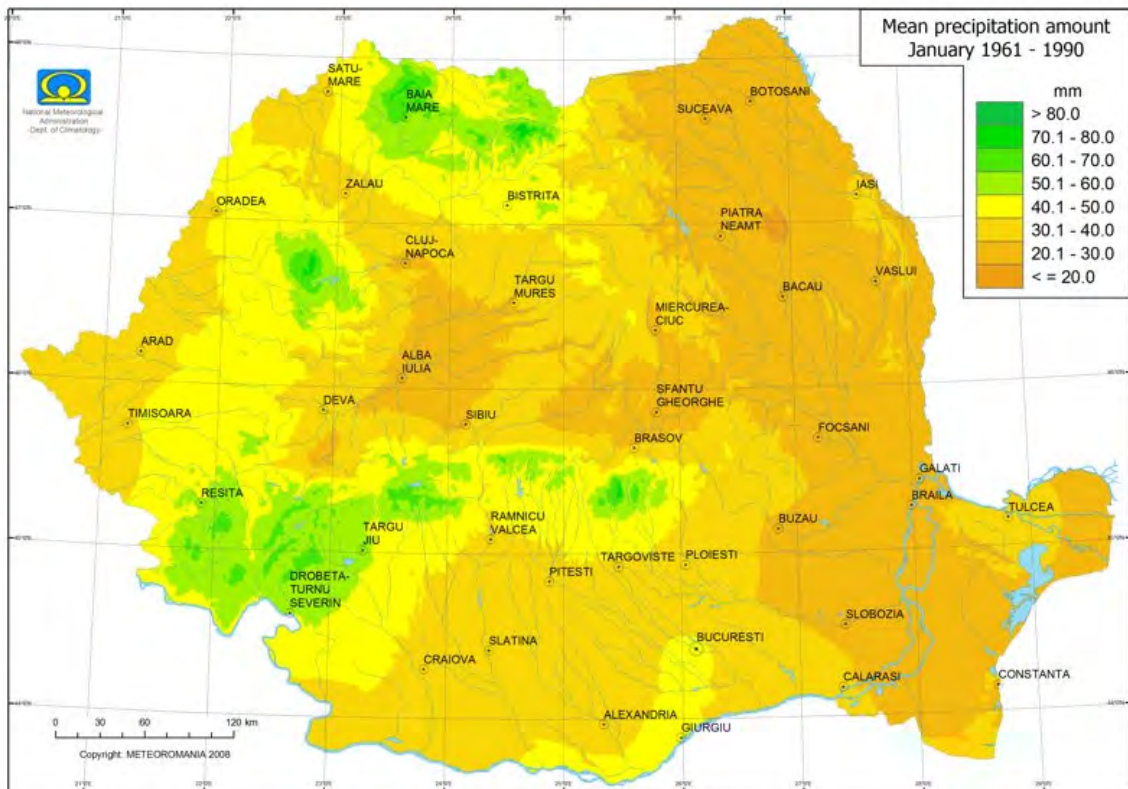 Mean precipitation amount
January 1961 - 1990
mm
> 80.0
70.1 - 80.0
60.1 - 70.0
50.1 - 60.0
40.1 - 50.0
30.1 - 40.0
20.1 - 30.0
< = 20.0
National Meteorological
Administration
-Dept. of Climatology-
SATU-
MARE
BAIA
MARE
BOTOSANI
SUCEAVA
ZALAU
ORADEA
BISTRITA
IASI
PIATRA
NEAMT
CLUJ-
NAPOCA
TARGU
MURES
VASLUI
BACAU
MIERCUREA-
CIUC
ARAD
ALBA
IULIA
DEVA
SFANTU
GHEORGHE
TIMISOARA
SIBIU
FOCSANI
BRASOV
GALATI
RESITA
BRAILA
TULCEA
RAMNICU
VALCEA
BUZAU
TARGU
JIU
TARGOVISTE
PLOIESTI
PITESTI
DROBETA-
TURNU
SEVERIN
SLOBOZIA
BUCURESTI
SLATINA
CRAIOVA
CALARASI
CONSTANTA
ALEXANDRIA
GIURGIU
0 30 60 120 km
Copyright: METEOROMANIA 2008